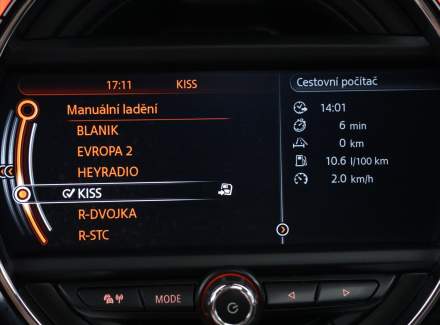 17:11 KISS
Manuální ladění
BLANIK
EVROPA 2
HEYRADIO
KISS
R-DVOJKA
R-STC
Cestovní počítač
14:01
6 min
0 km
10.6 l/100 km
2.0 km/h
MODE